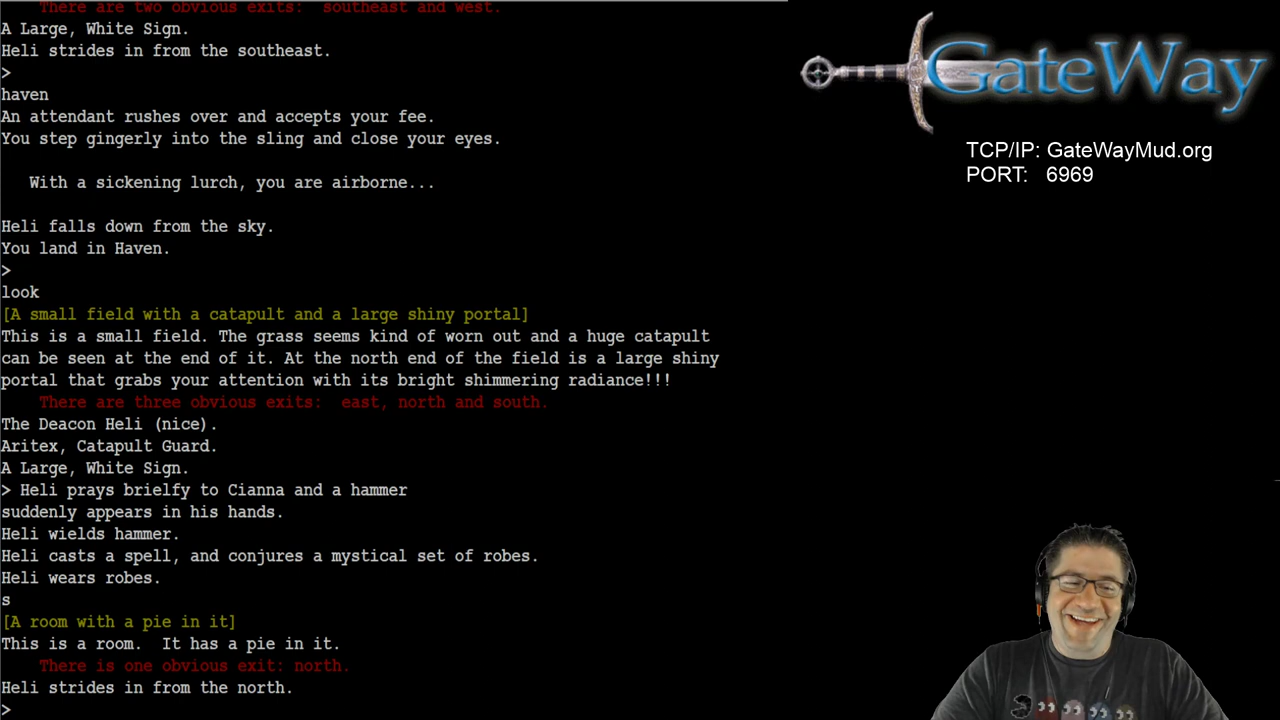 There are two obvious exits:  southeast and west.
A Large, White Sign.
Heli strides in from the southeast.
>
haven
An attendant rushes over and accepts your fee.
You step gingerly into the sling and close your eyes.
With a sickening lurch, you are airborne...
Heli falls down from the sky.
You land in Haven.
>
look
[A small field with a catapult and a large shiny portal]
This is a small field. The grass seems kind of worn out and a huge catapult
can be seen at the end of it. At the north end of the field is a large shiny
portal that grabs your attention with its bright shimmering radiance!!!
There are three obvious exits:  east, north and south.
The Deacon Heli (nice).
Aritex, Catapult Guard.
A Large, White Sign.
> Heli prays brielfy to Cianna and a hammer
suddenly appears in his hands.
Heli wields hammer.
Heli casts a spell, and conjures a mystical set of robes.
Heli wears robes.
s
[A room with a pie in it]
This is a room.  It has a pie in it.
There is one obvious exit: north.
Heli strides in from the north.
>
GateWay
TCP/IP: GateWayMud.org
PORT:   6969